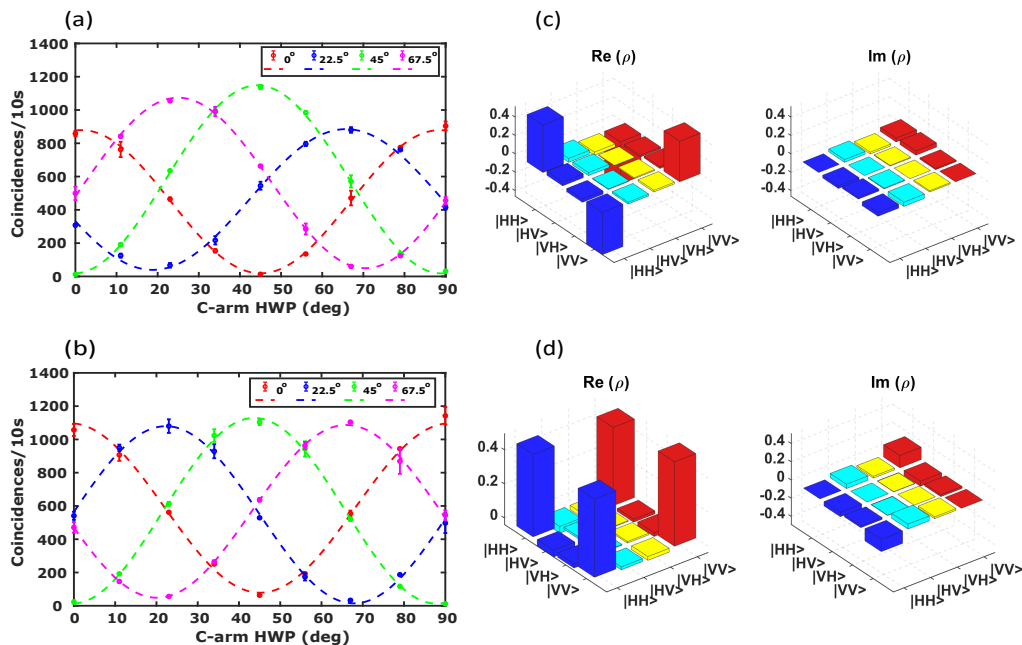 (a)
1400
1200
1000
800
600
400
200
0
Coincidences/10s
0° 22.5° 45° 67.5°
0 10 20 30 40 50 60 70 80 90
C-arm HWP (deg)
(c)
Re (ρ)
0.4
0.2
0
-0.2
-0.4
|HH>
|HV>
|VH>
|VV>
|HH>
|HV>
|VH>
|VV>
Im (ρ)
0.4
0.2
0
-0.2
-0.4
|HH>
|HV>
|VH>
|VV>
|HH>
|HV>
|VH>
|VV>
(b)
1400
1200
1000
800
600
400
200
0
Coincidences/10s
0° 22.5° 45° 67.5°
0 10 20 30 40 50 60 70 80 90
C-arm HWP (deg)
(d)
Re (ρ)
0.4
0.2
0
|HH>
|HV>
|VH>
|VV>
|HH>
|HV>
|VH>
|VV>
Im (ρ)
0.4
0.2
0
-0.2
-0.4
|HH>
|HV>
|VH>
|VV>
|HH>
|HV>
|VH>
|VV>